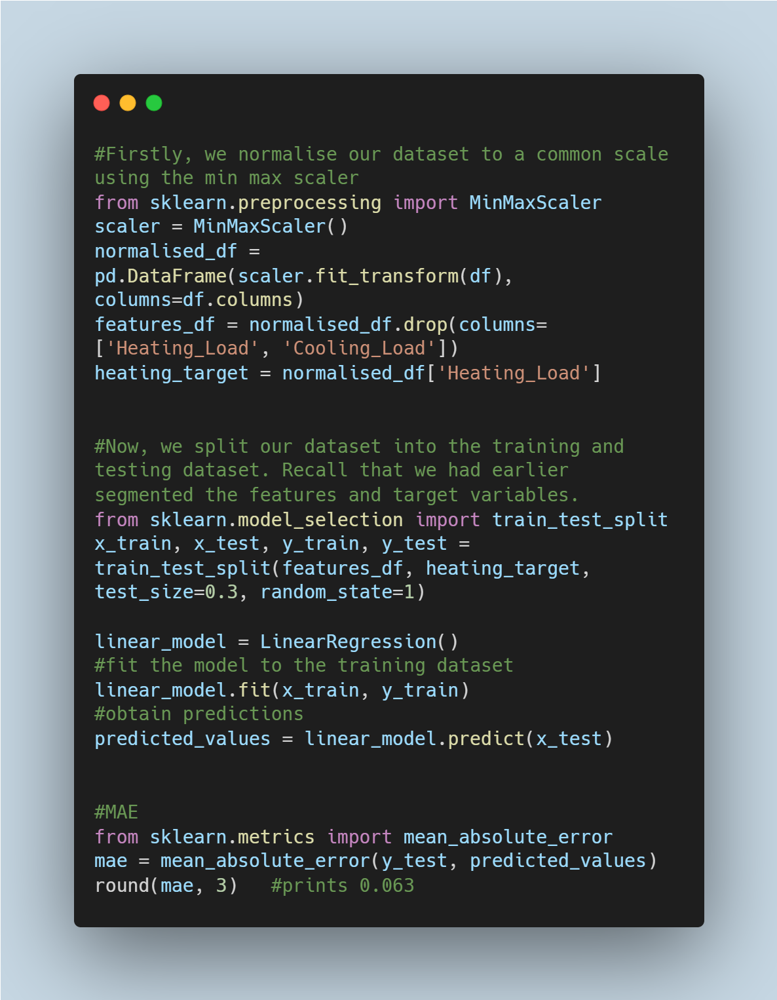 #Firstly, we normalise our dataset to a common scale
using the min max scaler
from sklearn.preprocessing import MinMaxScaler
scaler = MinMaxScaler()
normalised_df =
pd.DataFrame(scaler.fit_transform(df),
columns=df.columns)
features_df = normalised_df.drop(columns=
['Heating_Load', 'Cooling_Load'])
heating_target = normalised_df['Heating_Load']
#Now, we split our dataset into the training and
testing dataset. Recall that we had earlier
segmented the features and target variables.
from sklearn.model_selection import train_test_split
x_train, x_test, y_train, y_test =
train_test_split(features_df, heating_target,
test_size=0.3, random_state=1)
linear_model = LinearRegression()
#fit the model to the training dataset
linear_model.fit(x_train, y_train)
#obtain predictions
predicted_values = linear_model.predict(x_test)
#MAE
from sklearn.metrics import mean_absolute_error
mae = mean_absolute_error(y_test, predicted_values)
round(mae, 3)   #prints 0.063